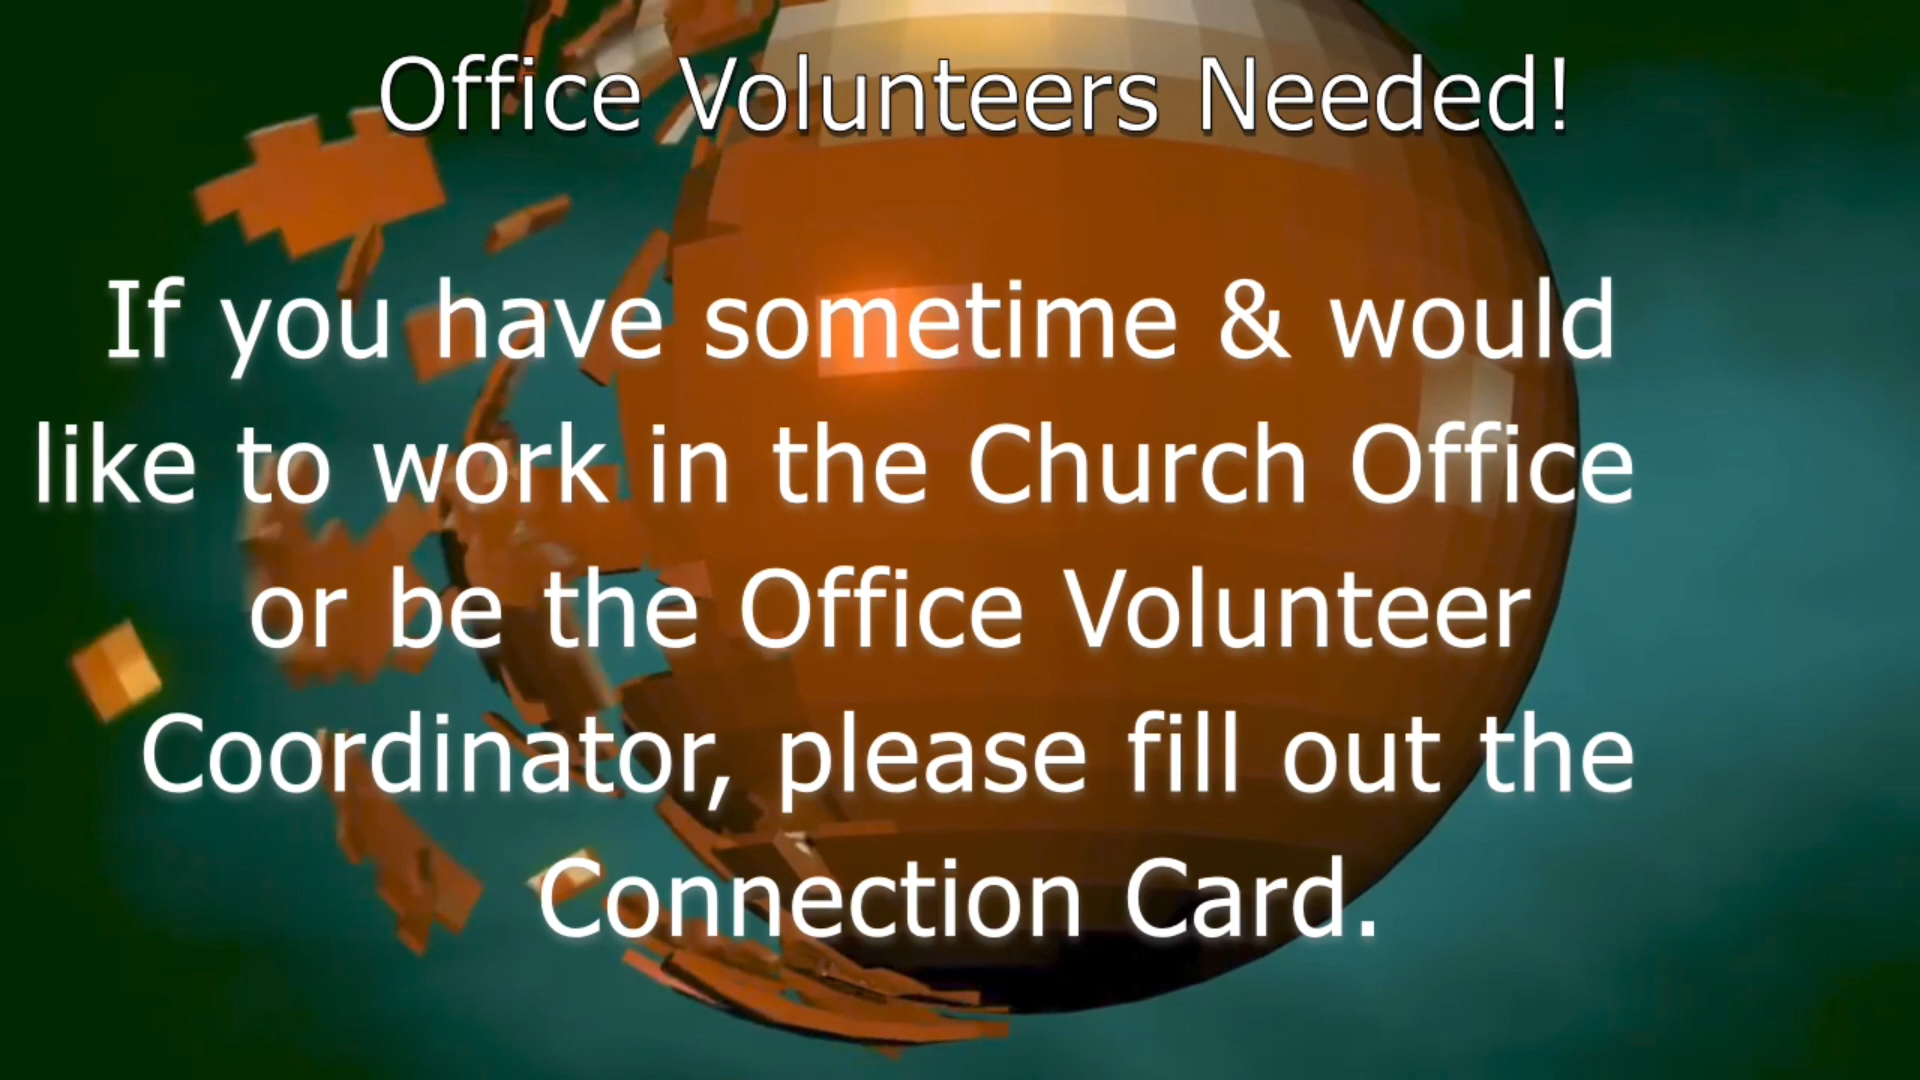 Office Volunteers Needed!
If you have sometime & would
like to work in the Church Office
or be the Office Volunteer
Coordinator, please fill out the
Connection Card.